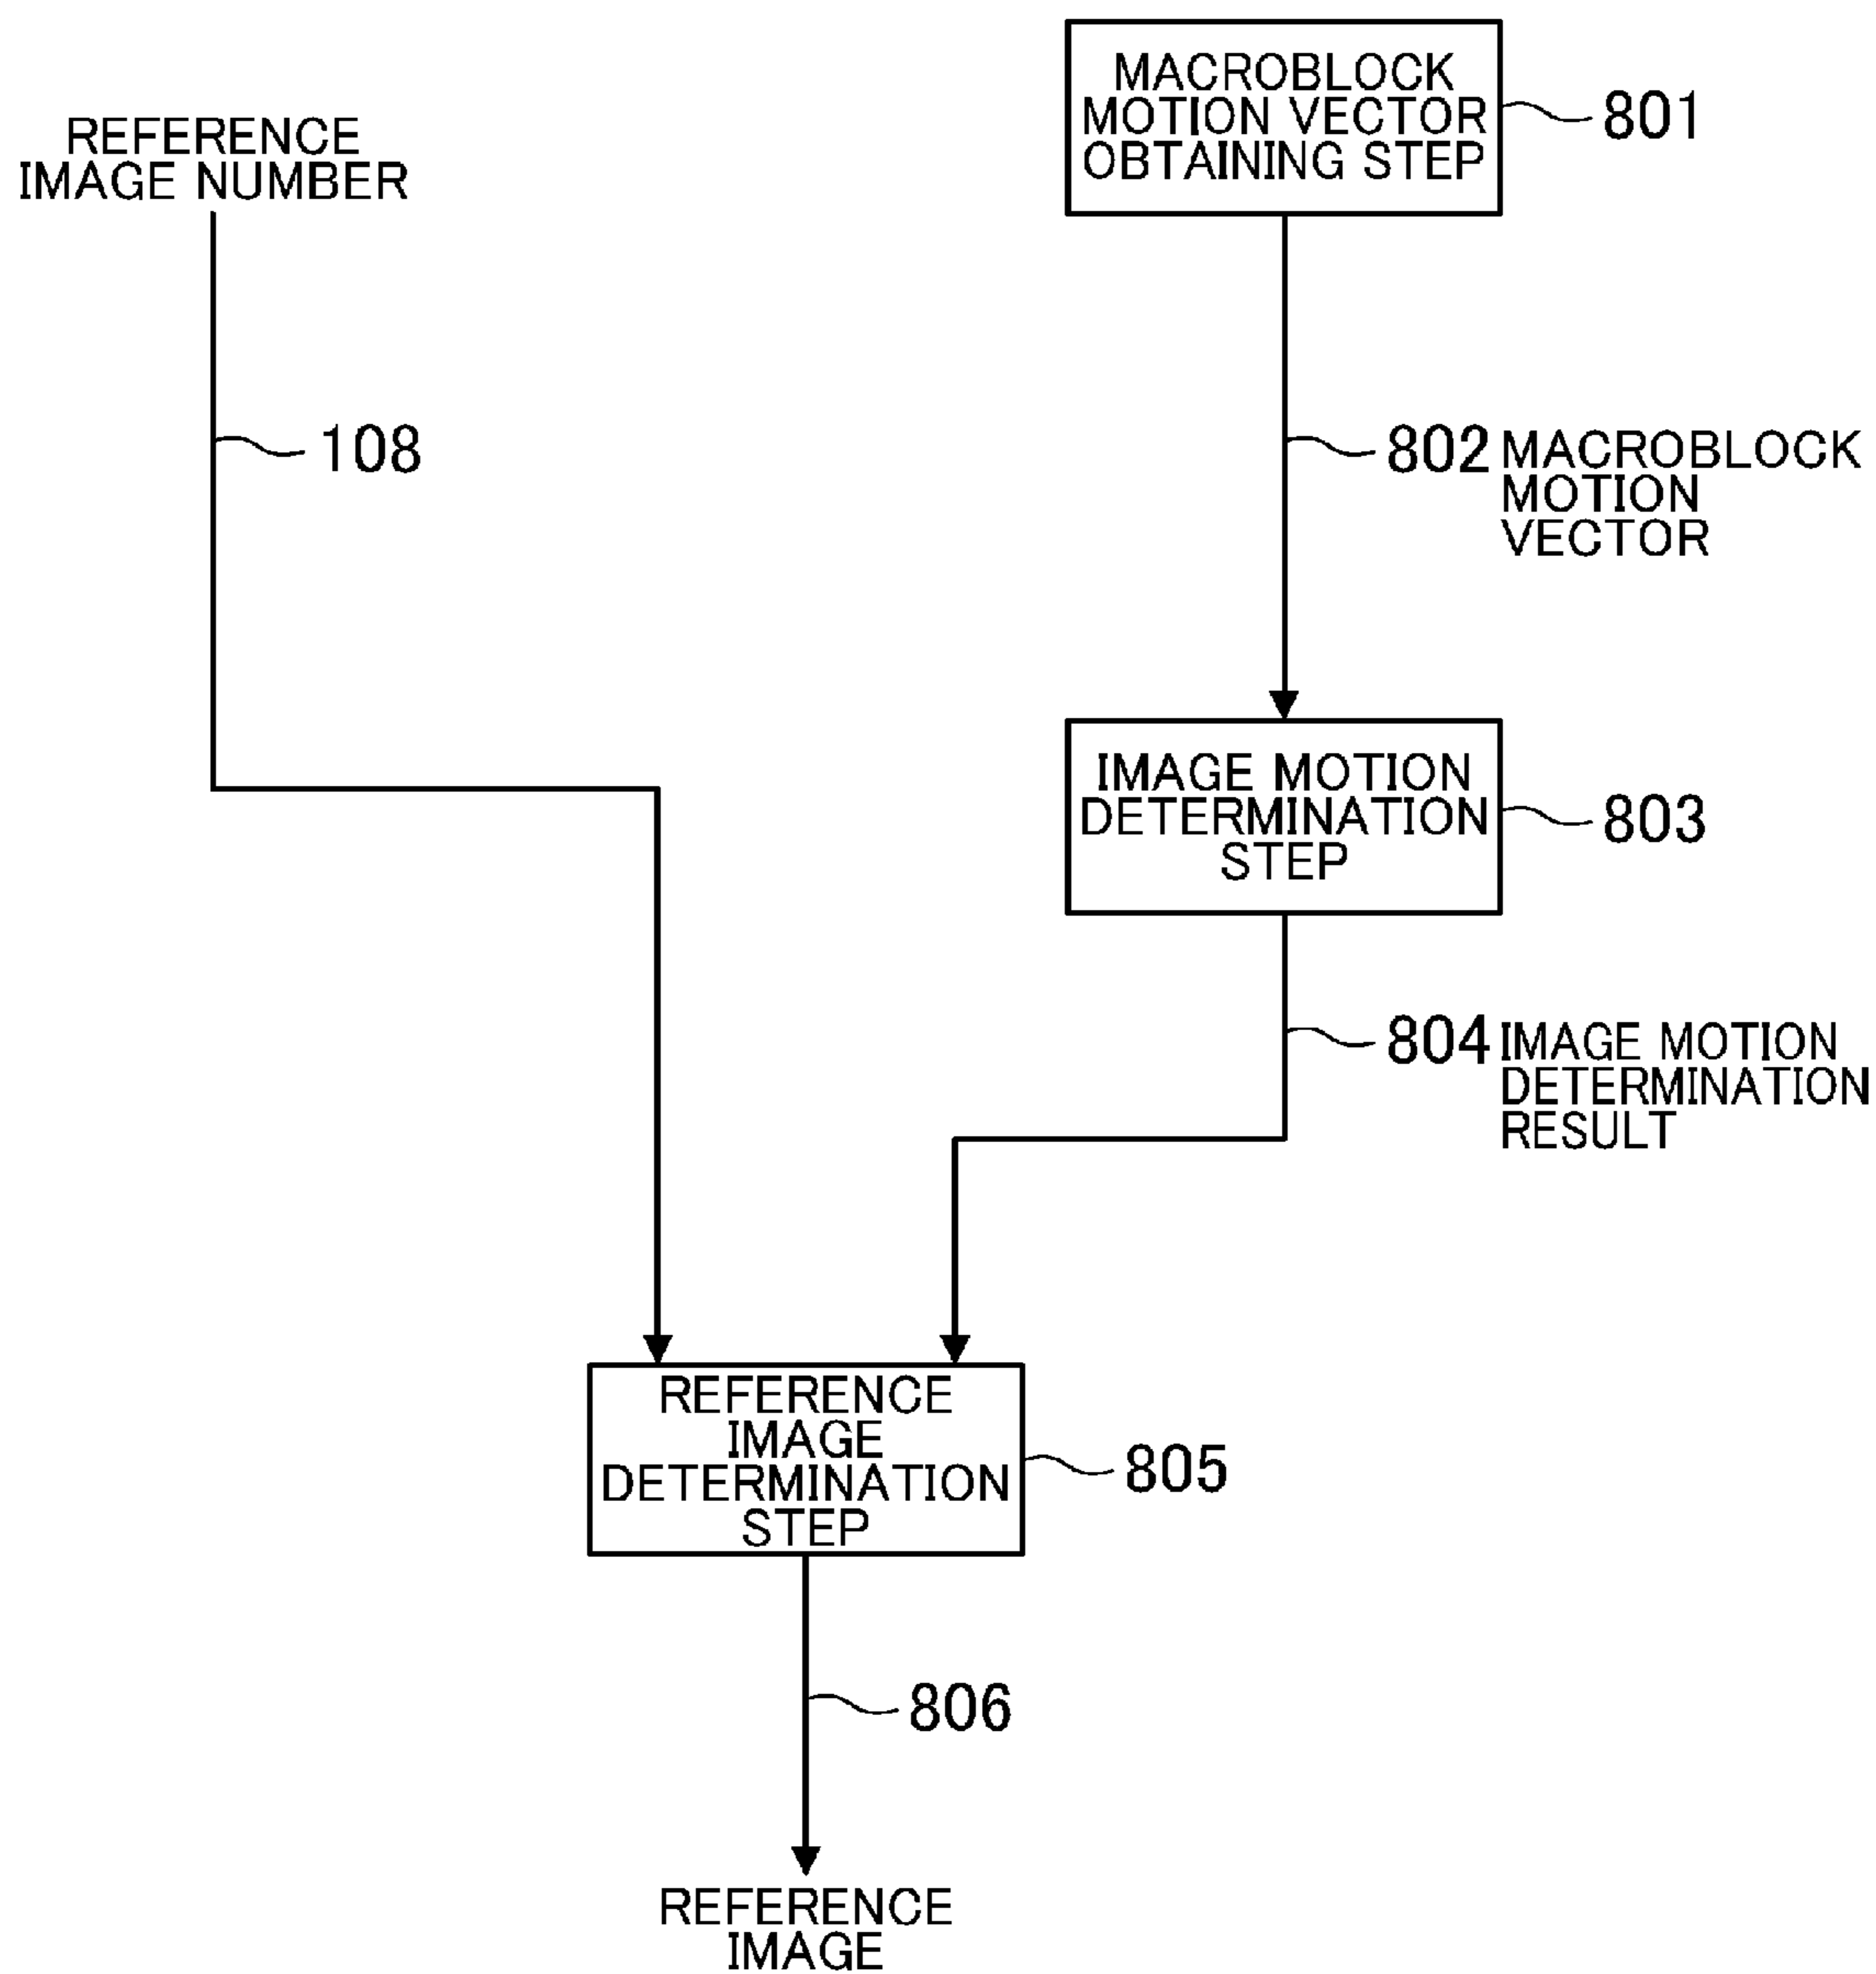 MACROBLOCK
MOTION VECTOR
OBTAINING STEP
801
REFERENCE
IMAGE NUMBER
108
802 MACROBLOCK
MOTION
VECTOR
IMAGE MOTION
DETERMINATION
STEP
803
804 IMAGE MOTION
DETERMINATION
RESULT
REFERENCE
IMAGE
DETERMINATION
STEP
805
806
REFERENCE
IMAGE